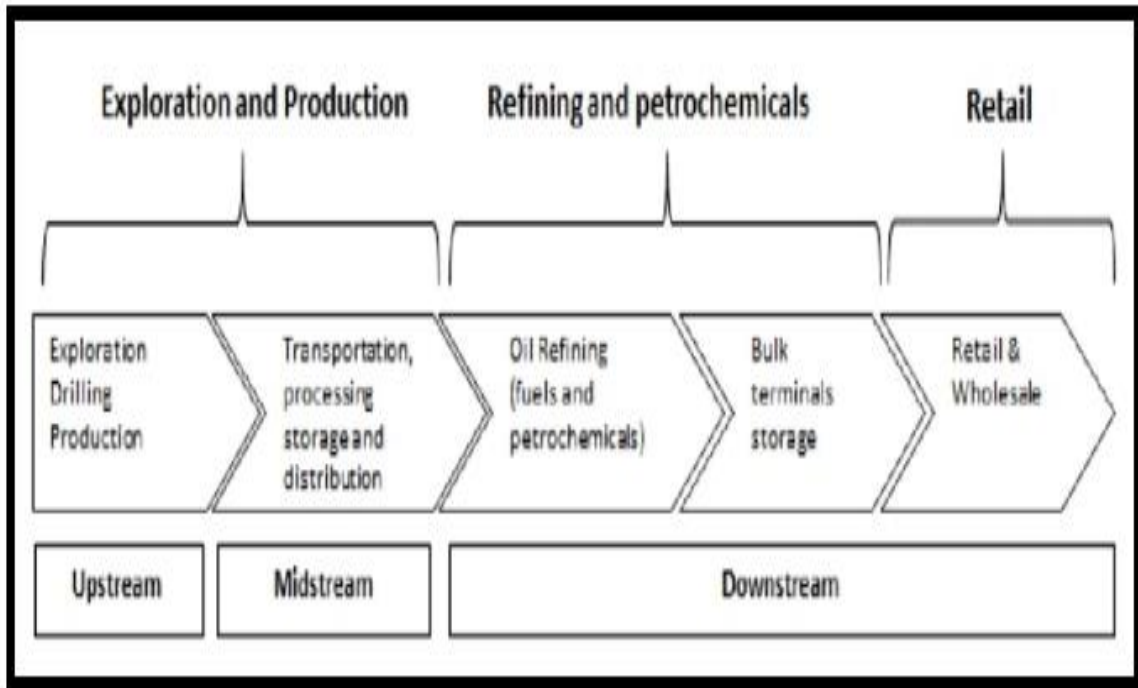 Exploration and Production
Refining and petrochemicals
Retail
Exploration
Drilling
Production
Transportation,
processing
storage and
distribution
Oil Refining
(fuels and
petrochemicals)
Bulk
terminals
storage
Retail &
Wholesale
Upstream
Midstream
Downstream